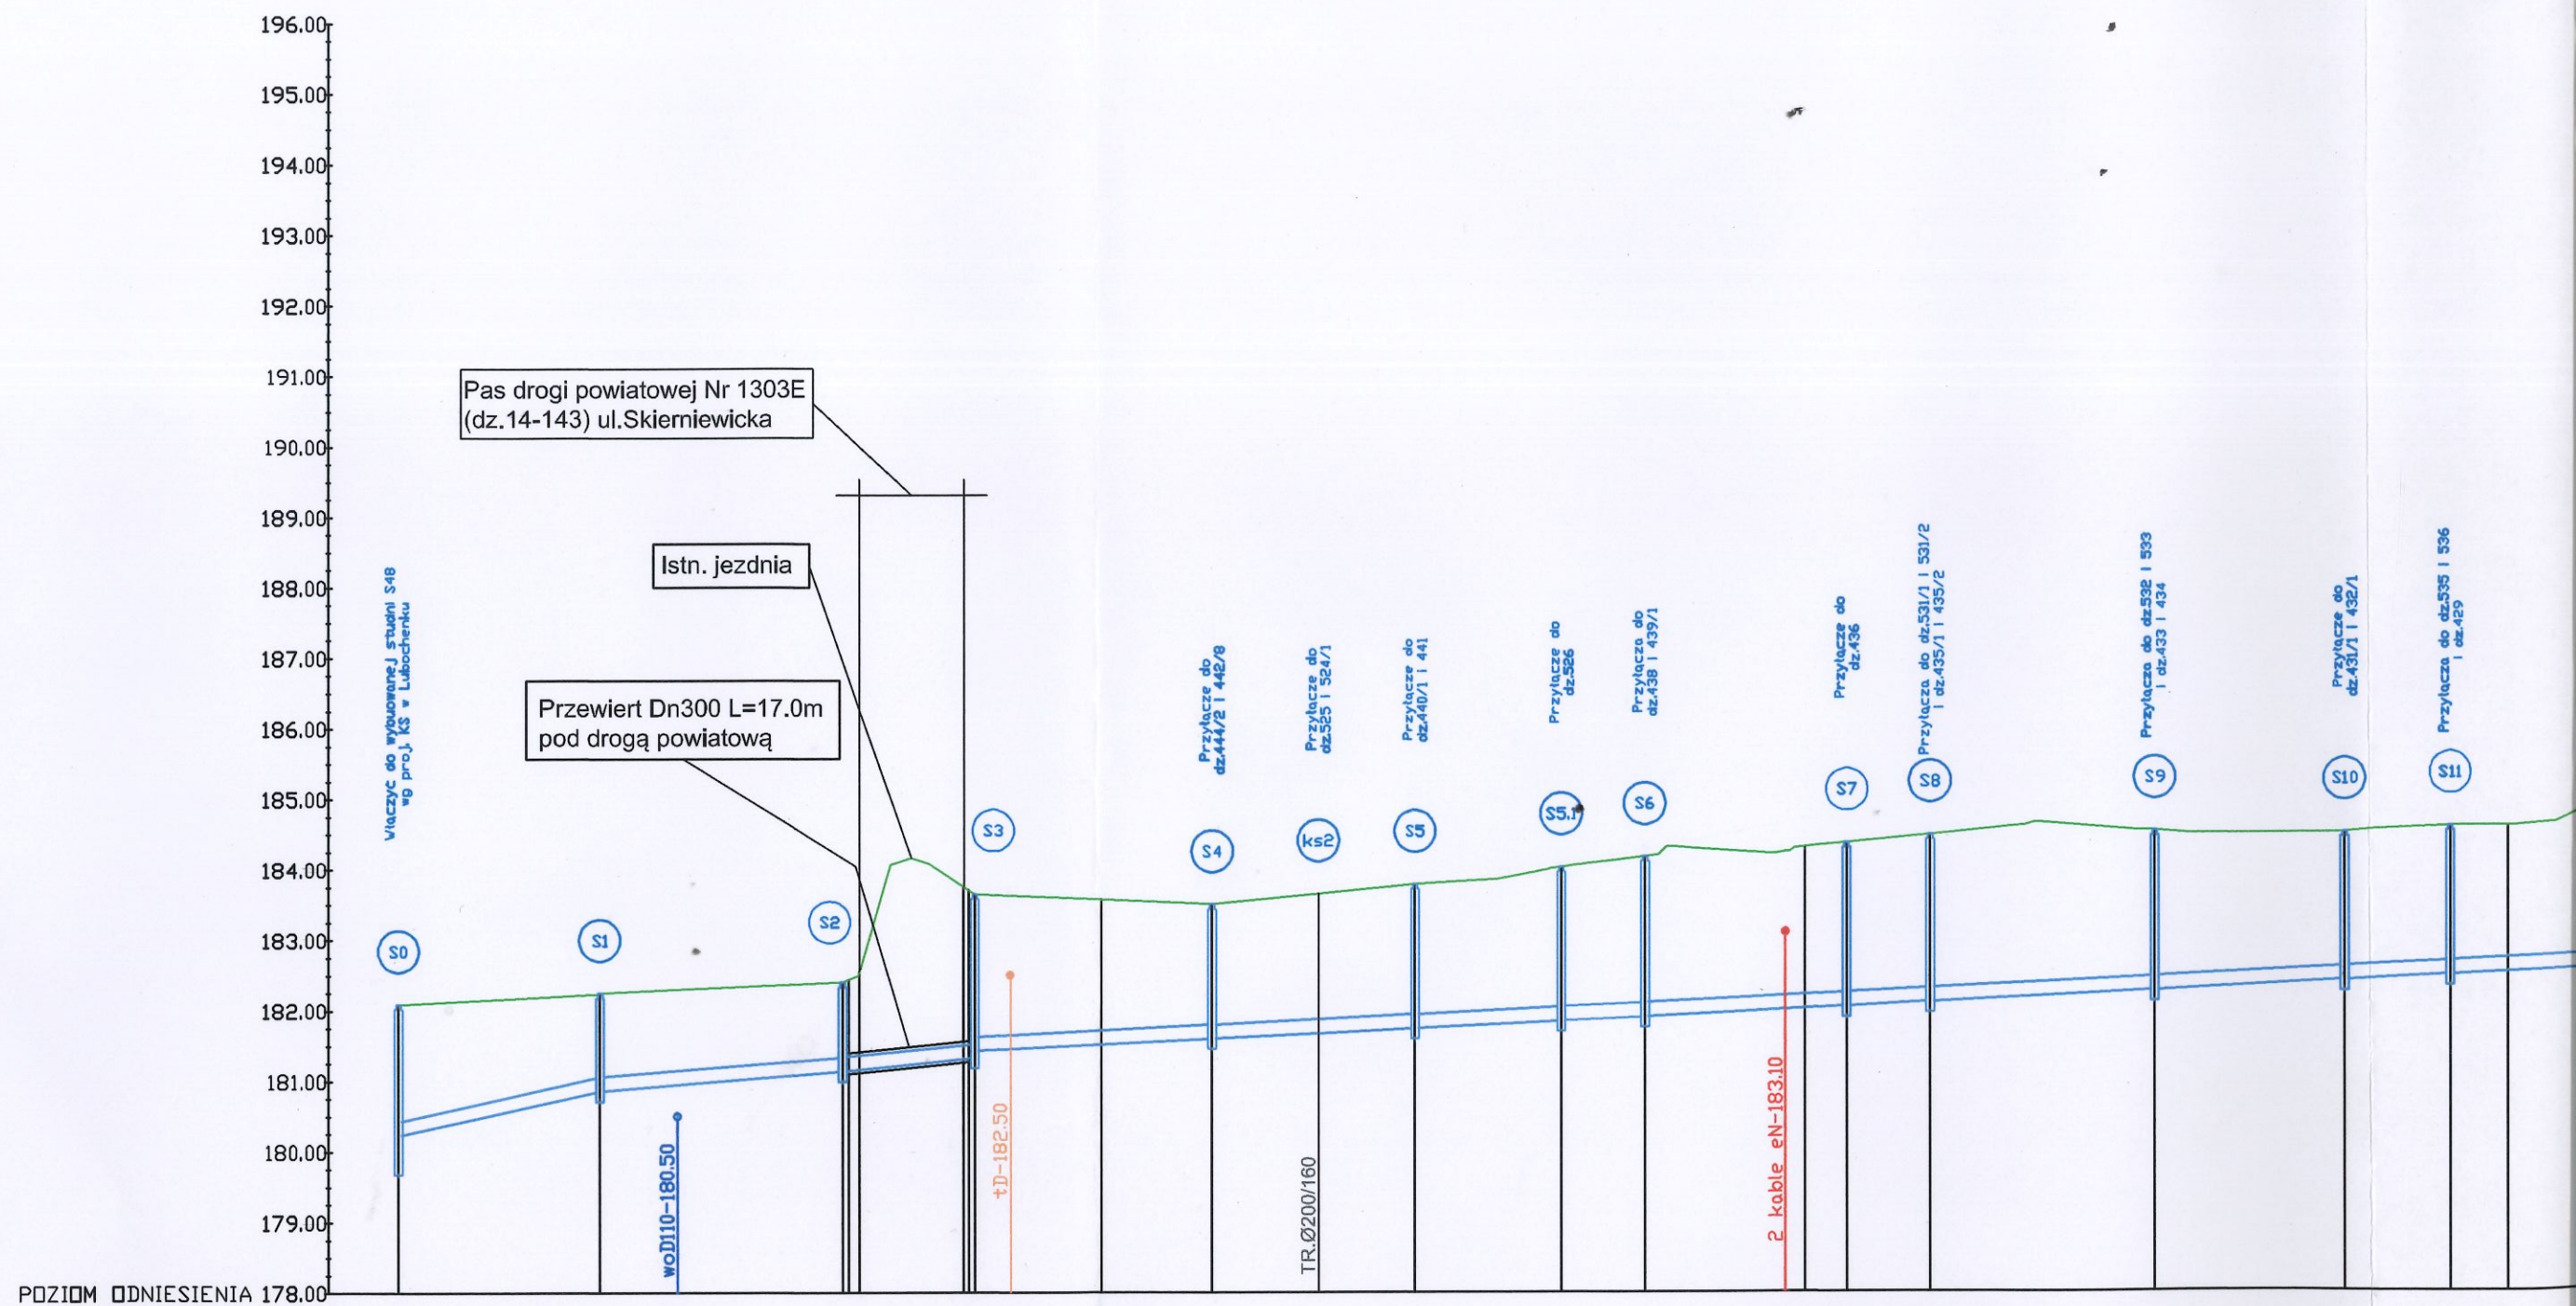 196.00
195.00
194.00
193.00
192.00
191.00
190.00
189.00
188.00
187.00
186.00
185.00
184.00
183.00
182.00
181.00
180.00
179.00
POZIOM ODNIESIENIA 178.00
Pas drogi powiatowej Nr 1303E
(dz.14-143) ul.Skierniewicka
Istn. jezdnia
Przewiert Dn300 L=17.0m
pod drogą powiatową
Włączyć do wybuowanej studni S48
wg proj. KS w Lubochenku
S0
S1
woD110-180.50
S2
S3
tD-182.50
Przyłącze do
dz.444/2 i 442/8
S4
Przyłącze do
dz.525 i 524/1
ks2
TR.Ø200/160
Przyłącze do
dz.440/1 i 441
S5
Przyłącze do
dz.526
S5.1
Przyłącza do
dz.438 i 439/1
S6
2 kable eN-183.10
Przyłącze do
dz.436
S7
Przyłącza do dz.531/1 i 531/2
i dz.435/1 i 435/2
S8
Przyłącza do dz.532 i 533
i dz.433 i 434
S9
Przyłącze do
dz.431/1 i 432/1
S10
Przyłącza do dz.535 i 536
i dz.429
S11